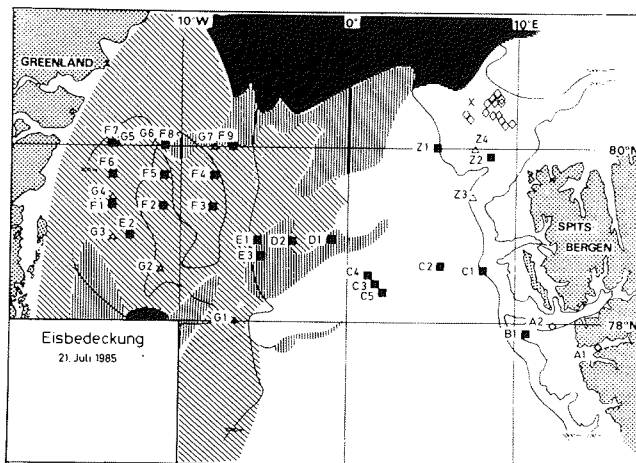 10°W 0° 10°E
GREENLAND
X
F7 G5 G6 F8 G7 F9
Z1 Z4 80°N
Z2
F6 F5 F4
G4
F1 F2 F3
Z3
SPITS
BERGEN
G3 E2 E1 D2 D1
E3
G2 C4 C2 C1
C3
C5
G1 A2 78°N
B1
A1
Eisbedeckung
21. Juli 1985